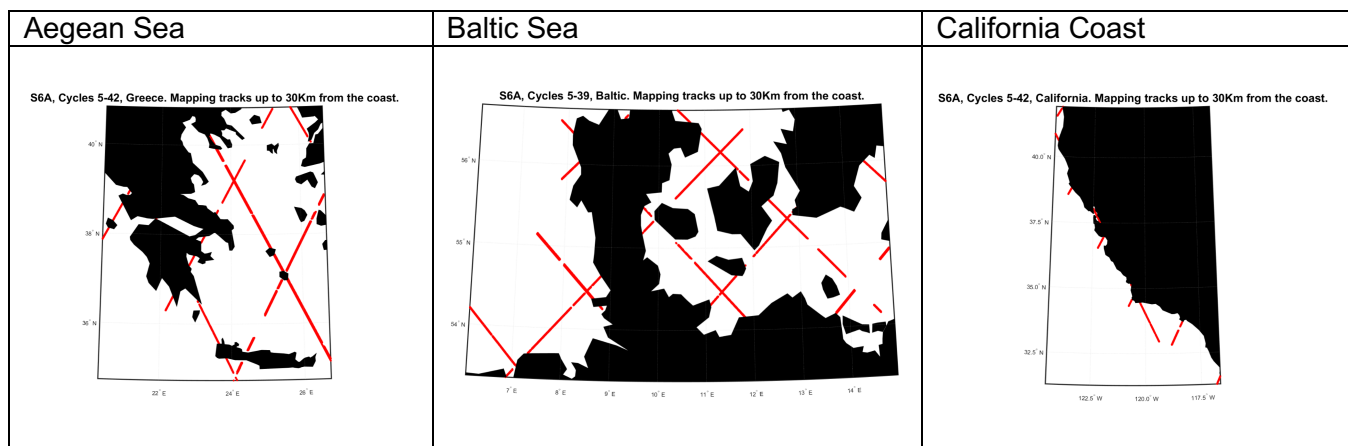 Aegean Sea
Baltic Sea
California Coast
S6A, Cycles 5-42, Greece. Mapping tracks up to 30Km from the coast.
40° N
38° N
36° N
22° E
24° E
26° E
S6A, Cycles 5-39, Baltic. Mapping tracks up to 30Km from the coast.
56° N
55° N
54° N
7° E
8° E
9° E
10° E
11° E
12° E
13° E
14° E
S6A, Cycles 5-42, California. Mapping tracks up to 30Km from the coast.
40.0° N
37.5° N
35.0° N
32.5° N
122.5° W
120.0° W
117.5° W